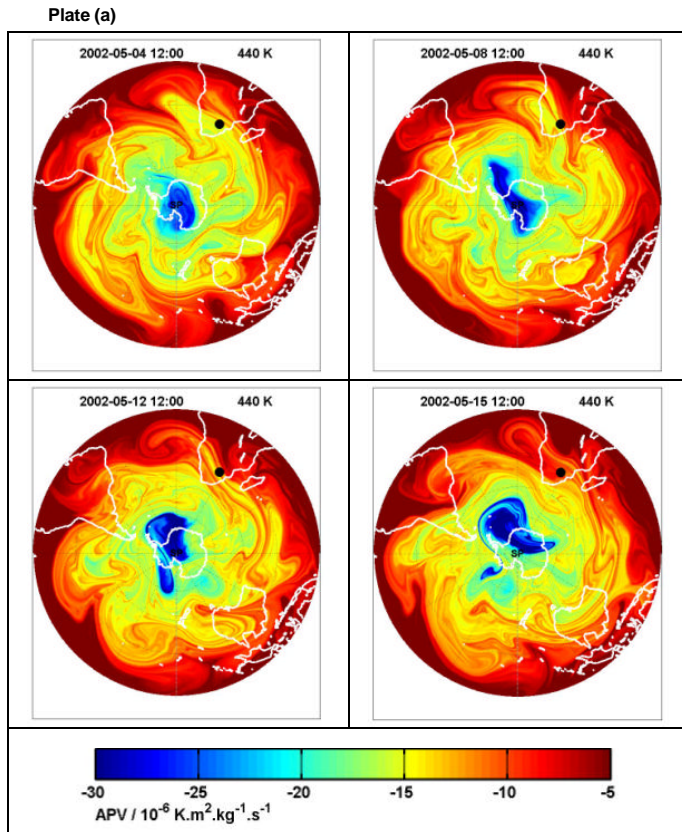 Plate (a)
2002-05-04 12:00 440 K
SP
2002-05-08 12:00 440 K
2002-05-12 12:00 440 K
SP
2002-05-15 12:00 440 K
SP
-30 -25 -20 -15 -10 -5
APV / 10⁻⁶ K.m².kg⁻¹.s⁻¹